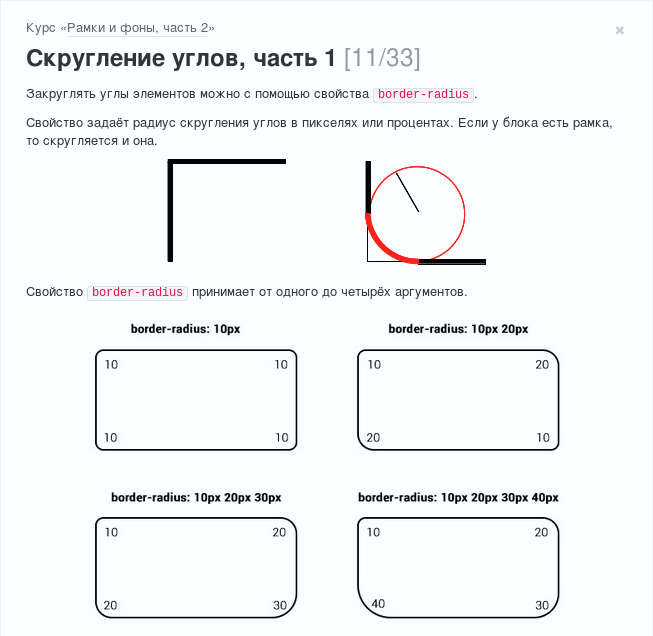 Курс «Рамки и фоны, часть 2»
×
Скругление углов, часть 1 [11/33]
Закруглять углы элементов можно с помощью свойства border-radius.
Свойство задаёт радиус скругления углов в пикселях или процентах. Если у блока есть рамка,
то скругляется и она.
Свойство border-radius принимает от одного до четырёх аргументов.
border-radius: 10px
border-radius: 10px 20px
10 10
10 20
10 10
20 10
border-radius: 10px 20px 30px
border-radius: 10px 20px 30px 40px
10 20
10 20
20 30
40 30